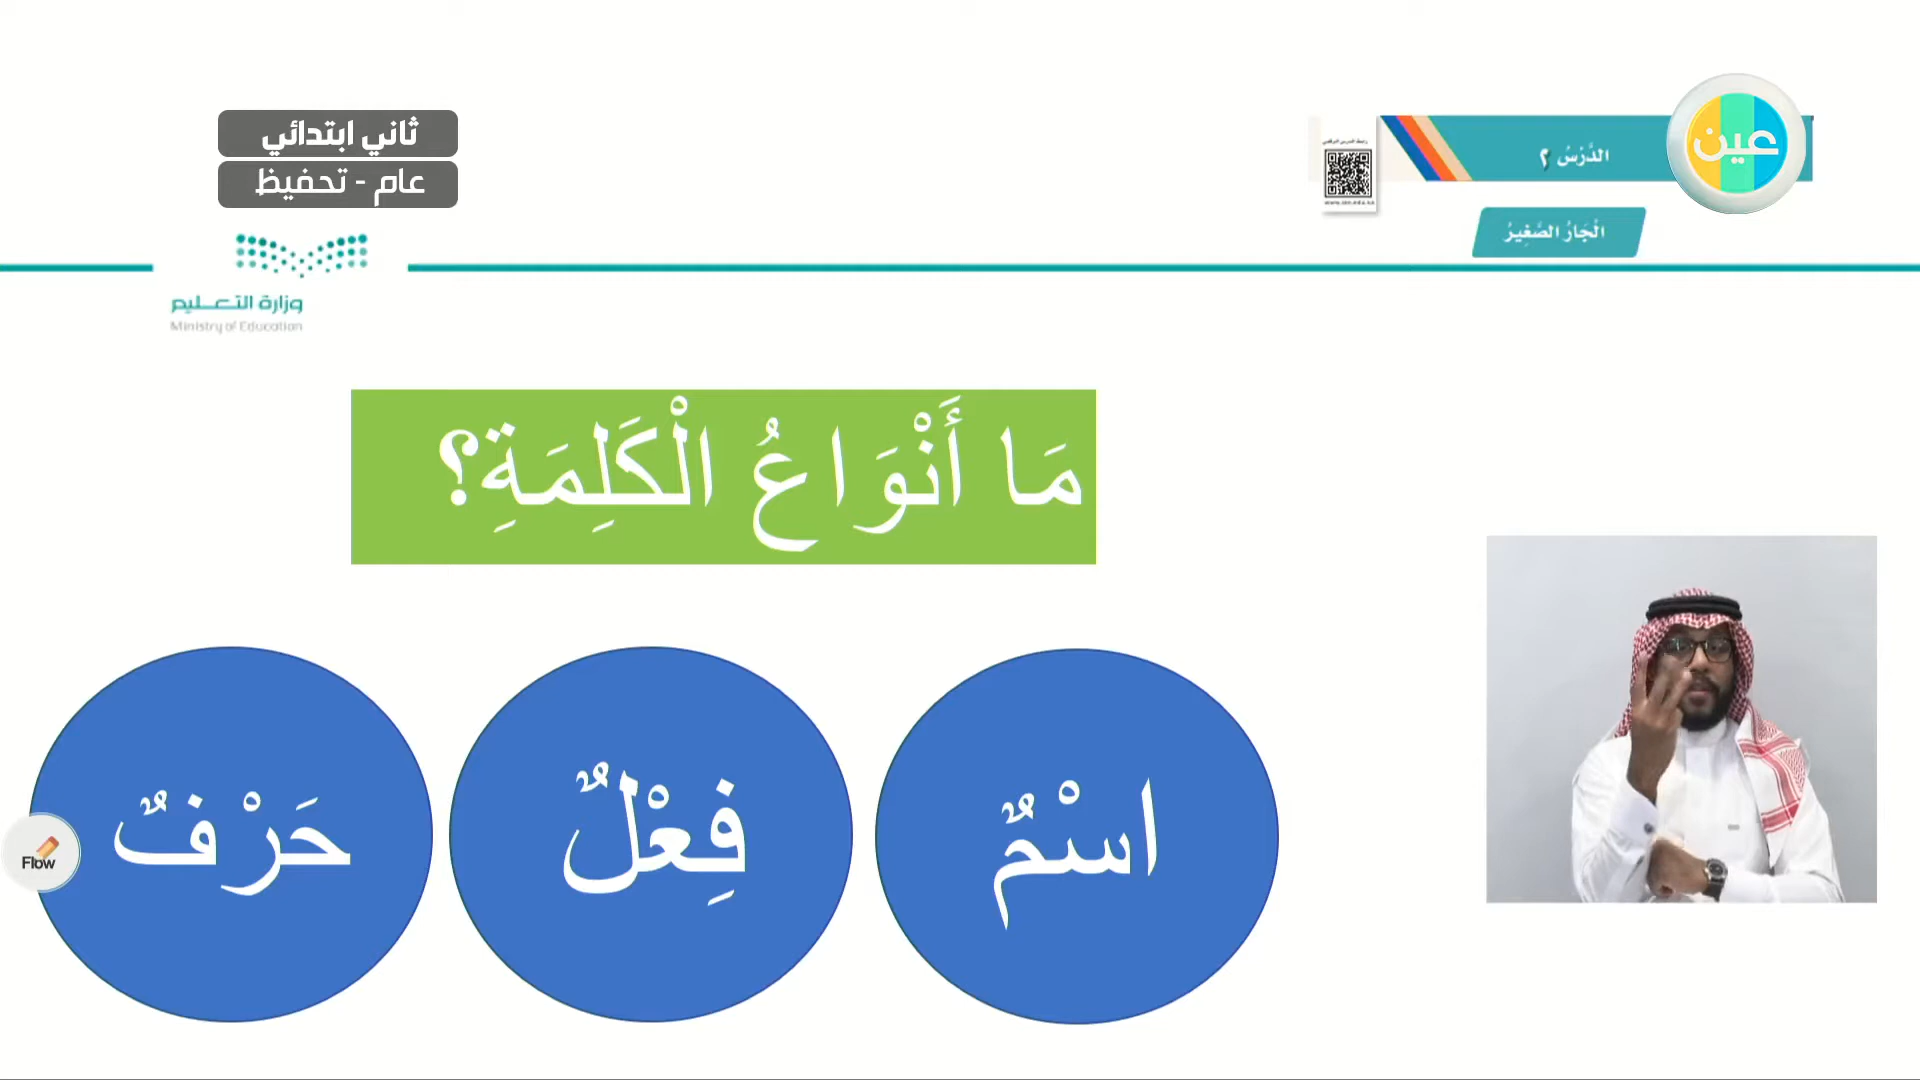 ثاني ابتدائي
عام - تحفيظ
عين
الدَّرْسُ ٢
الْجَارُ الصَّغِيرُ
وزارة التعليم
Ministry of Education
مَا أَنْوَاعُ الْكَلِمَةِ؟
اسْمٌ
فِعْلٌ
حَرْفٌ
Flow